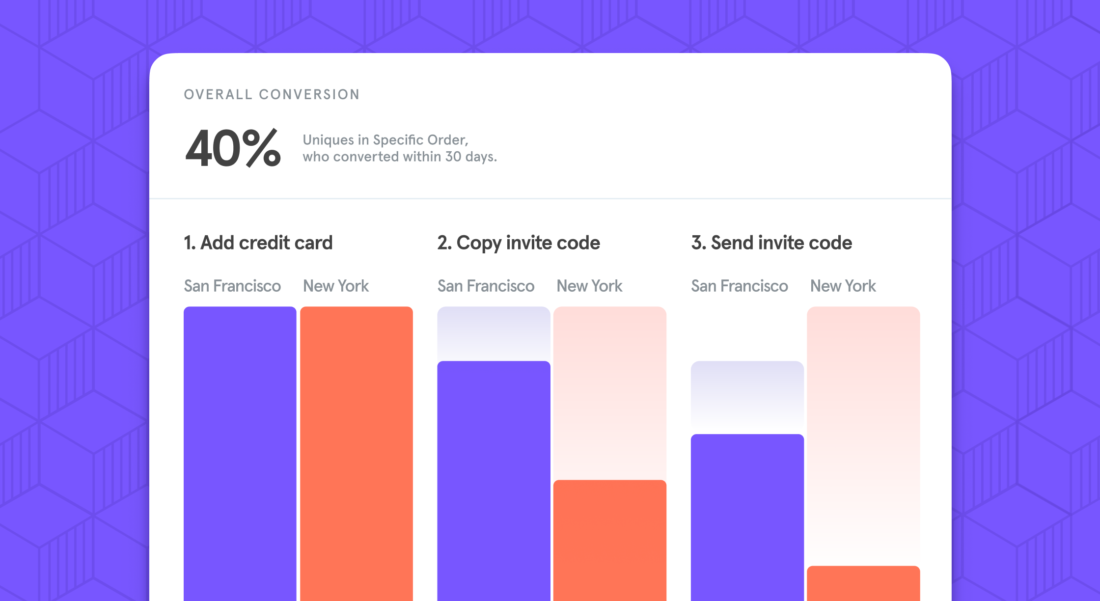 OVERALL CONVERSION
40%
Uniques in Specific Order,
who converted within 30 days.
1. Add credit card
San Francisco New York
2. Copy invite code
San Francisco New York
3. Send invite code
San Francisco New York